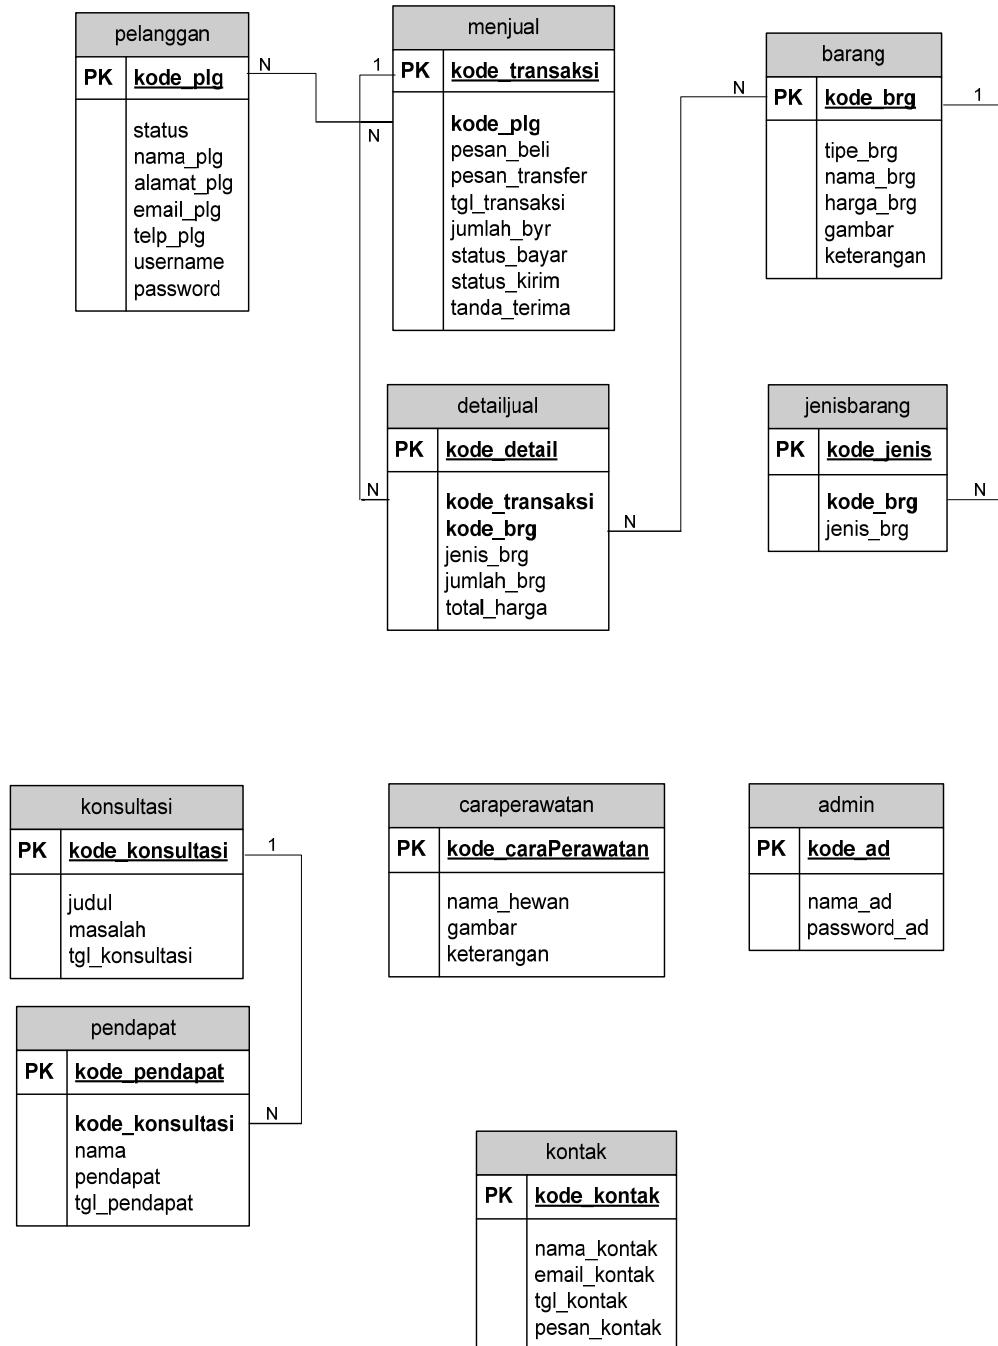 pelanggan
PK kode_plg
status
nama_plg
alamat_plg
email_plg
telp_plg
username
password
N
N
menjual
1
PK kode_transaksi
kode_plg
pesan_beli
pesan_transfer
tgl_transaksi
jumlah_byr
status_bayar
status_kirim
tanda_terima
barang
N
PK kode_brg
1
tipe_brg
nama_brg
harga_brg
gambar
keterangan
detailjual
PK kode_detail
N
kode_transaksi
kode_brg
jenis_brg
jumlah_brg
total_harga
N
jenisbarang
PK kode_jenis
kode_brg
jenis_brg
N
konsultasi
PK kode_konsultasi
1
judul
masalah
tgl_konsultasi
caraperawatan
PK kode_caraPerawatan
nama_hewan
gambar
keterangan
admin
PK kode_ad
nama_ad
password_ad
pendapat
PK kode_pendapat
kode_konsultasi
N
nama
pendapat
tgl_pendapat
kontak
PK kode_kontak
nama_kontak
email_kontak
tgl_kontak
pesan_kontak